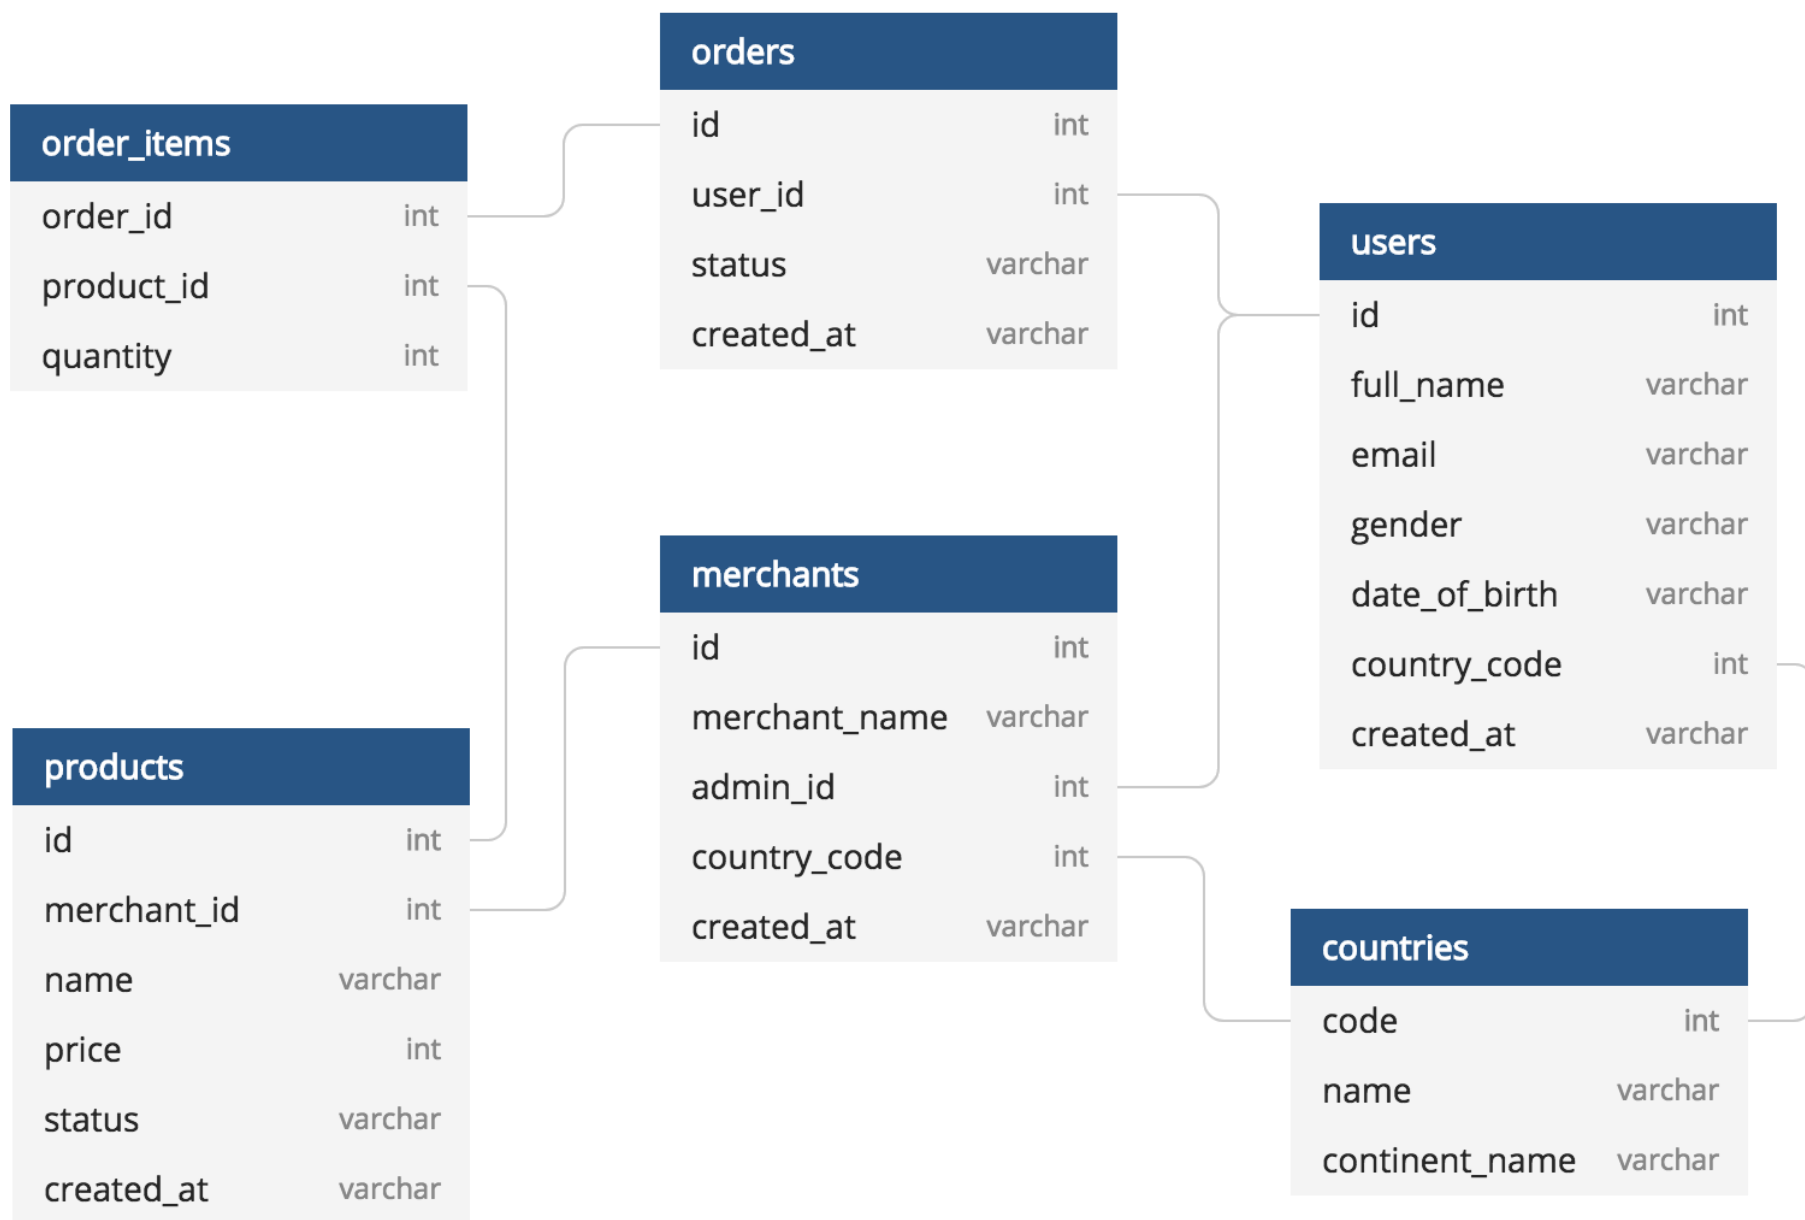 orders
id int
user_id int
status varchar
created_at varchar
order_items
order_id int
product_id int
quantity int
users
id int
full_name varchar
email varchar
gender varchar
date_of_birth varchar
country_code int
created_at varchar
merchants
id int
merchant_name varchar
admin_id int
country_code int
created_at varchar
products
id int
merchant_id int
name varchar
price int
status varchar
created_at varchar
countries
code int
name varchar
continent_name varchar